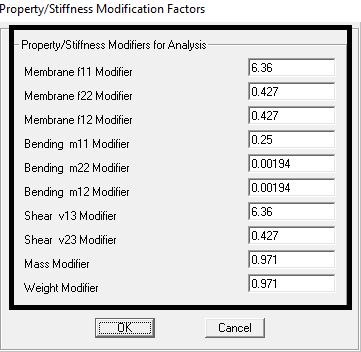 Property/Stiffness Modification Factors
Property/Stiffness Modifiers for Analysis
Membrane f11 Modifier 6.36
Membrane f22 Modifier 0.427
Membrane f12 Modifier 0.427
Bending m11 Modifier 0.25
Bending m22 Modifier 0.00194
Bending m12 Modifier 0.00194
Shear v13 Modifier 6.36
Shear v23 Modifier 0.427
Mass Modifier 0.971
Weight Modifier 0.971
OK Cancel